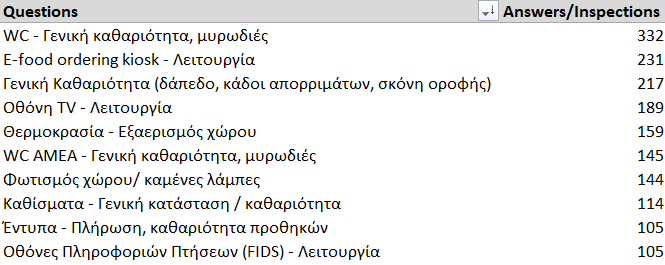 Questions Answers/Inspections
WC - Γενική καθαριότητα, μυρωδιές 332
E-food ordering kiosk - Λειτουργία 231
Γενική Καθαριότητα (δάπεδο, κάδοι απορριμάτων, σκόνη οροφής) 217
Οθόνη TV - Λειτουργία 189
Θερμοκρασία - Εξαερισμός χώρου 159
WC ΑΜΕΑ - Γενική καθαριότητα, μυρωδιές 145
Φωτισμός χώρου/ καμένες λάμπες 144
Καθίσματα - Γενική κατάσταση / καθαριότητα 114
Έντυπα - Πλήρωση, καθαριότητα προθηκών 105
Οθόνες Πληροφοριών Πτήσεων (FIDS) - Λειτουργία 105